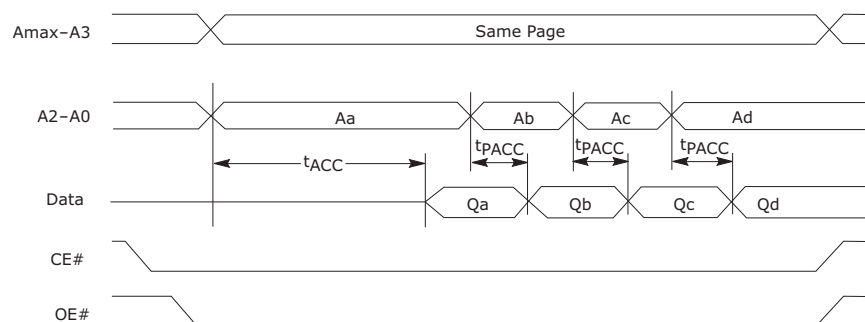 Amax-A3
Same Page
A2-A0
Aa
Ab
Ac
Ad
tACC
tPACC
tPACC
tPACC
Data
Qa
Qb
Qc
Qd
CE#
OE#